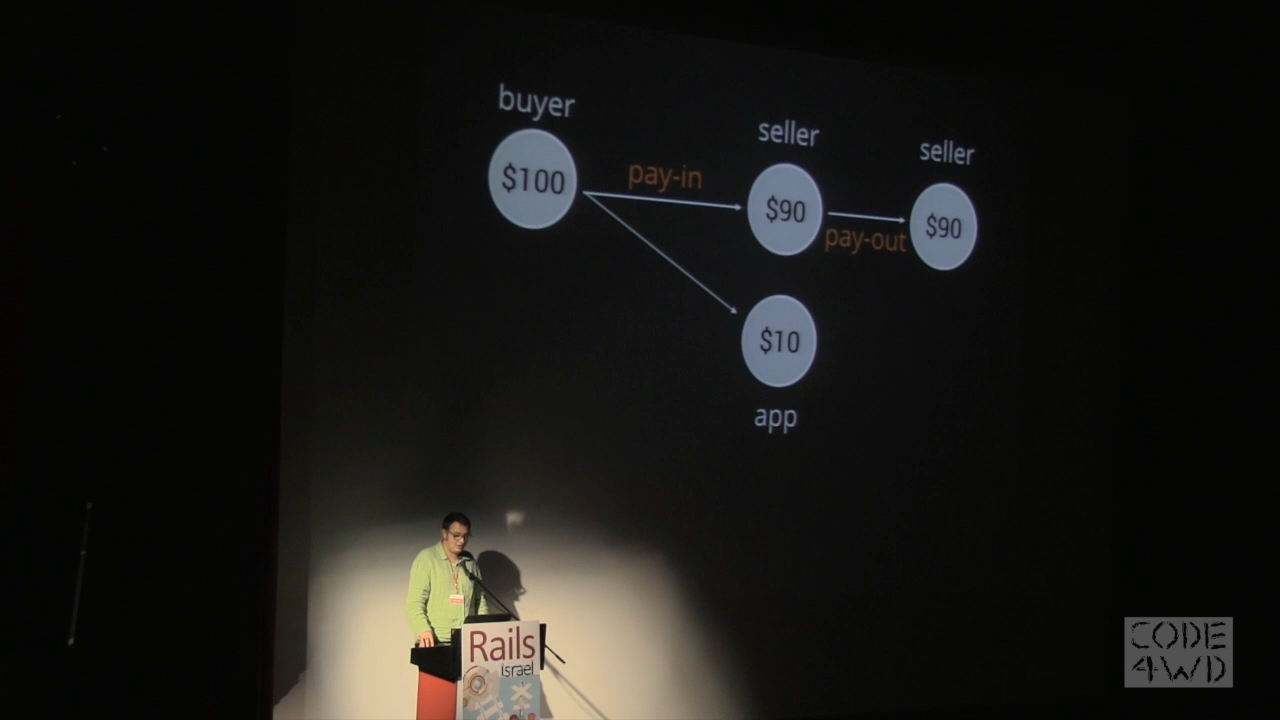 buyer
$100
pay-in
seller
$90
pay-out
seller
$90
$10
app
Rails
israel
CODE
4WD